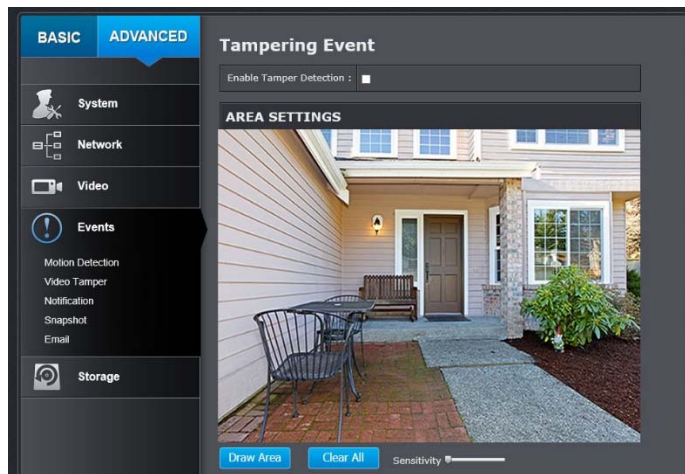 BASIC
ADVANCED
System
Network
Video
Events
Motion Detection
Video Tamper
Notification
Snapshot
Email
Storage
Tampering Event
Enable Tamper Detection :
AREA SETTINGS
Draw Area
Clear All
Sensitivity